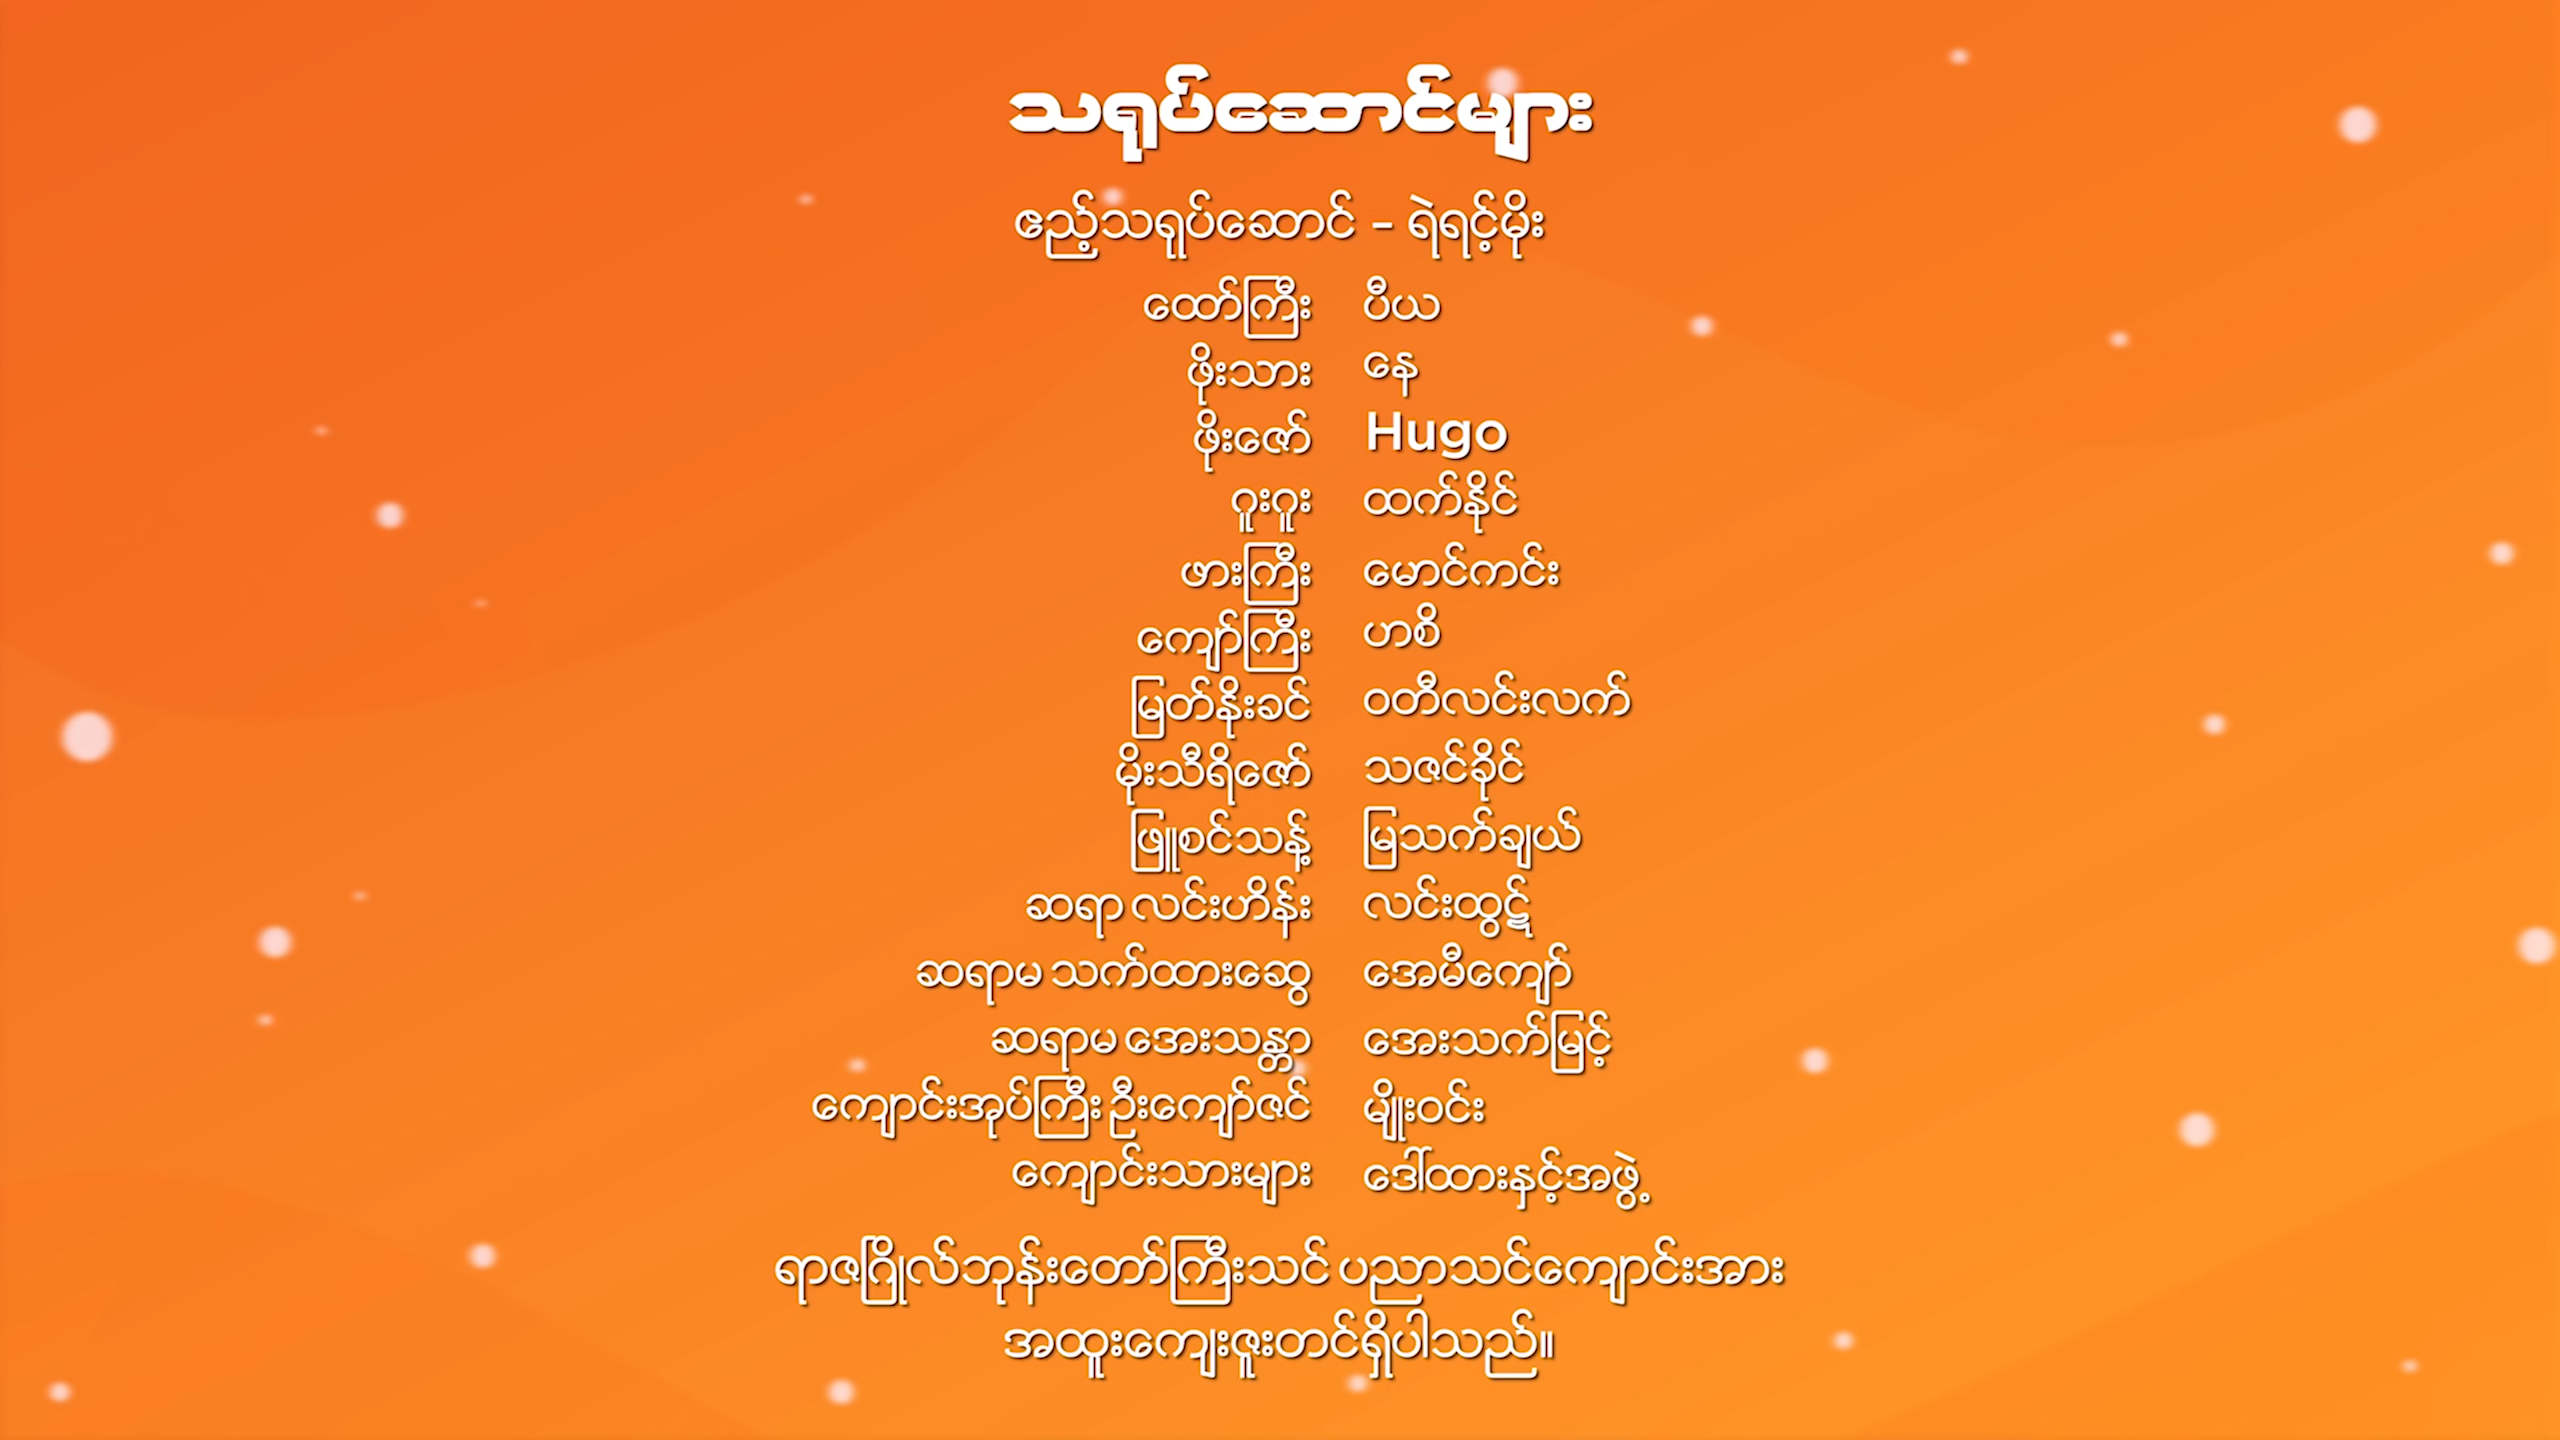 သရုပ်ဆောင်များ
ဧည့်သရုပ်ဆောင် - ရဲရင့်မိုး
ထော်ကြီး ပီယ
ဖိုးသား နေ
ဖိုးဇော် Hugo
ဂူးဂူး ထက်နိုင်
ဖားကြီး မောင်ကင်း
ကျော်ကြီး ဟစိ
မြတ်နိုးခင် ဝတီလင်းလက်
မိုးသီရိဇော် သဇင်ခိုင်
ဖြူစင်သန့် မြသက်ချယ်
ဆရာ လင်းဟိန်း လင်းထွဋ်
ဆရာမ သက်ထားဆွေ အေမီကျော်
ဆရာမ အေးသန္တာ အေးသက်မြင့်
ကျောင်းအုပ်ကြီး ဦးကျော်ဇင် မျိုးဝင်း
ကျောင်းသားများ ဒေါ်ထားနှင့်အဖွဲ့
ရာဇဂြိုလ်ဘုန်းတော်ကြီးသင် ပညာသင်ကျောင်းအား
အထူးကျေးဇူးတင်ရှိပါသည်။